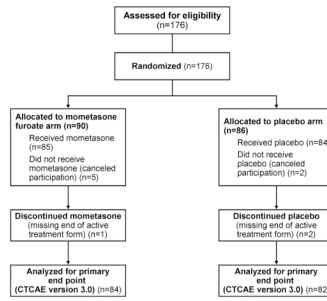 Assessed for eligibility
(n=176)
Randomized (n=176)
Allocated to mometasone
furoate arm (n=90)
Received mometasone
(n=85)
Did not receive
mometasone (canceled
participation) (n=5)
Allocated to placebo arm
(n=86)
Received placebo (n=84
Did not receive
placebo (canceled
participation) (n=2)
Discontinued mometasone
(missing end of active
treatment form) (n=1)
Discontinued placebo
(missing end of active
treatment form) (n=2)
Analyzed for primary
end point
(CTCAE version 3.0) (n=84)
Analyzed for primary
end point
(CTCAE version 3.0) (n=82